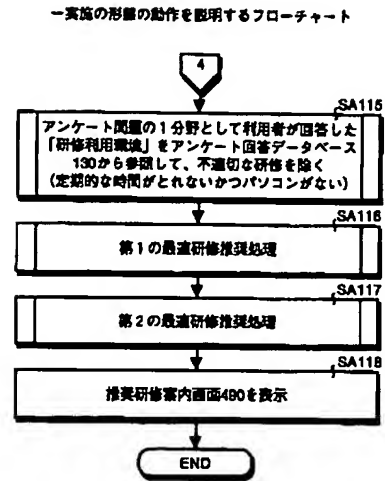 一実施の形態の動作を説明するフローチャート
4
SA115
アンケート問題の1分野として利用者が回答した
「研修利用環境」をアンケート回答データベース
130から参照して、不適切な研修を除く
(定期的な時間がとれないかつパソコンがない)
SA116
第1の最適研修推奨処理
SA117
第2の最適研修推奨処理
SA118
推奨研修案内画面480を表示
END